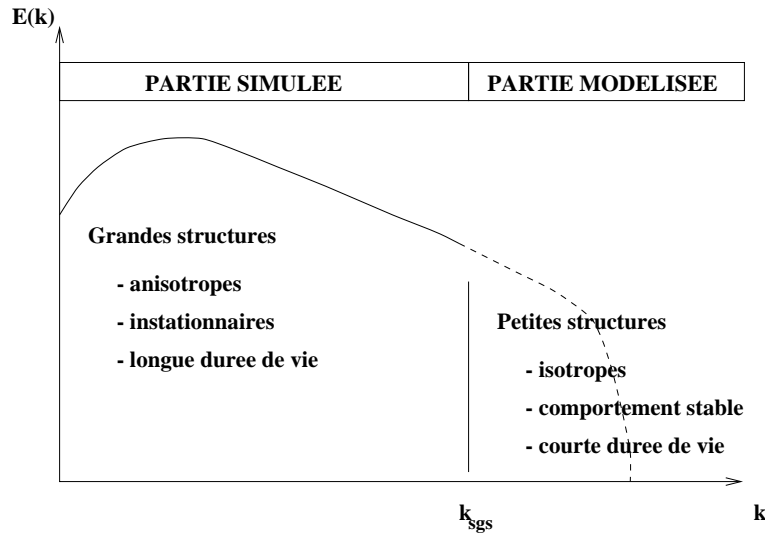 E(k)
PARTIE SIMULEE
PARTIE MODELISEE
Grandes structures
- anisotropes
- instationnaires
- longue duree de vie
Petites structures
- isotropes
- comportement stable
- courte duree de vie
k_sgs
k